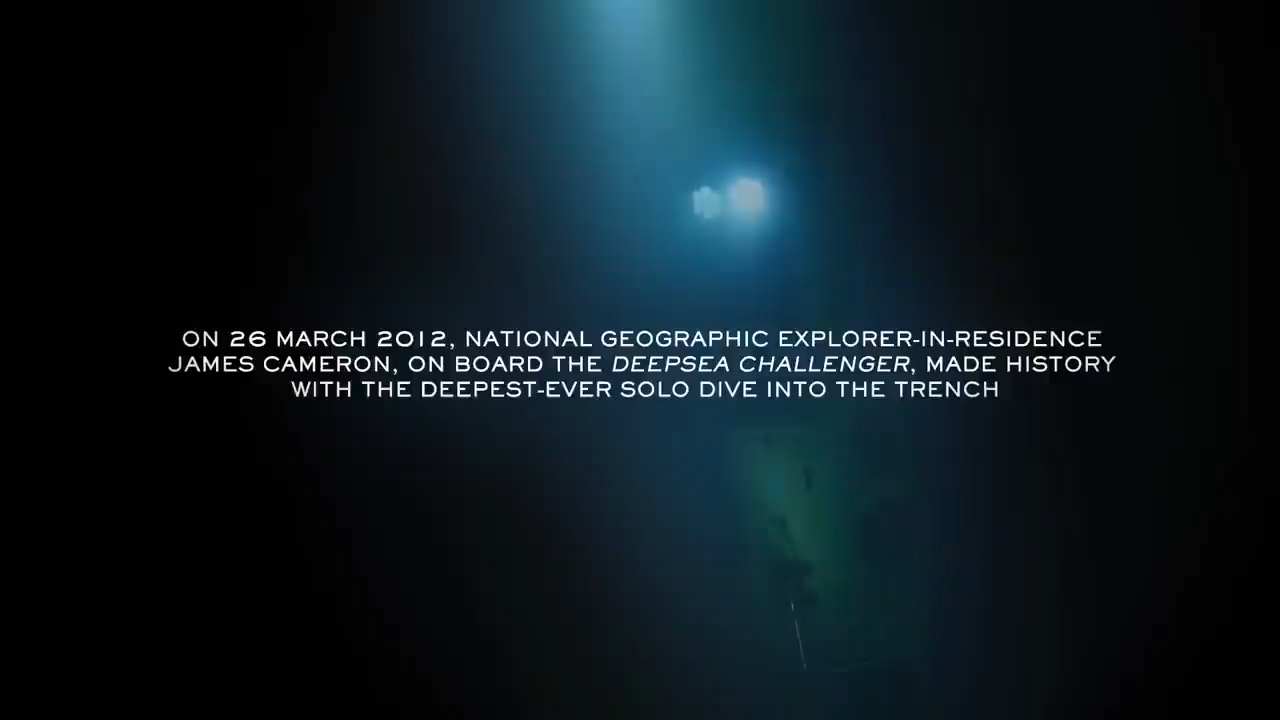 ON 26 MARCH 2012, NATIONAL GEOGRAPHIC EXPLORER-IN-RESIDENCE
JAMES CAMERON, ON BOARD THE DEEPSEA CHALLENGER, MADE HISTORY
WITH THE DEEPEST-EVER SOLO DIVE INTO THE TRENCH